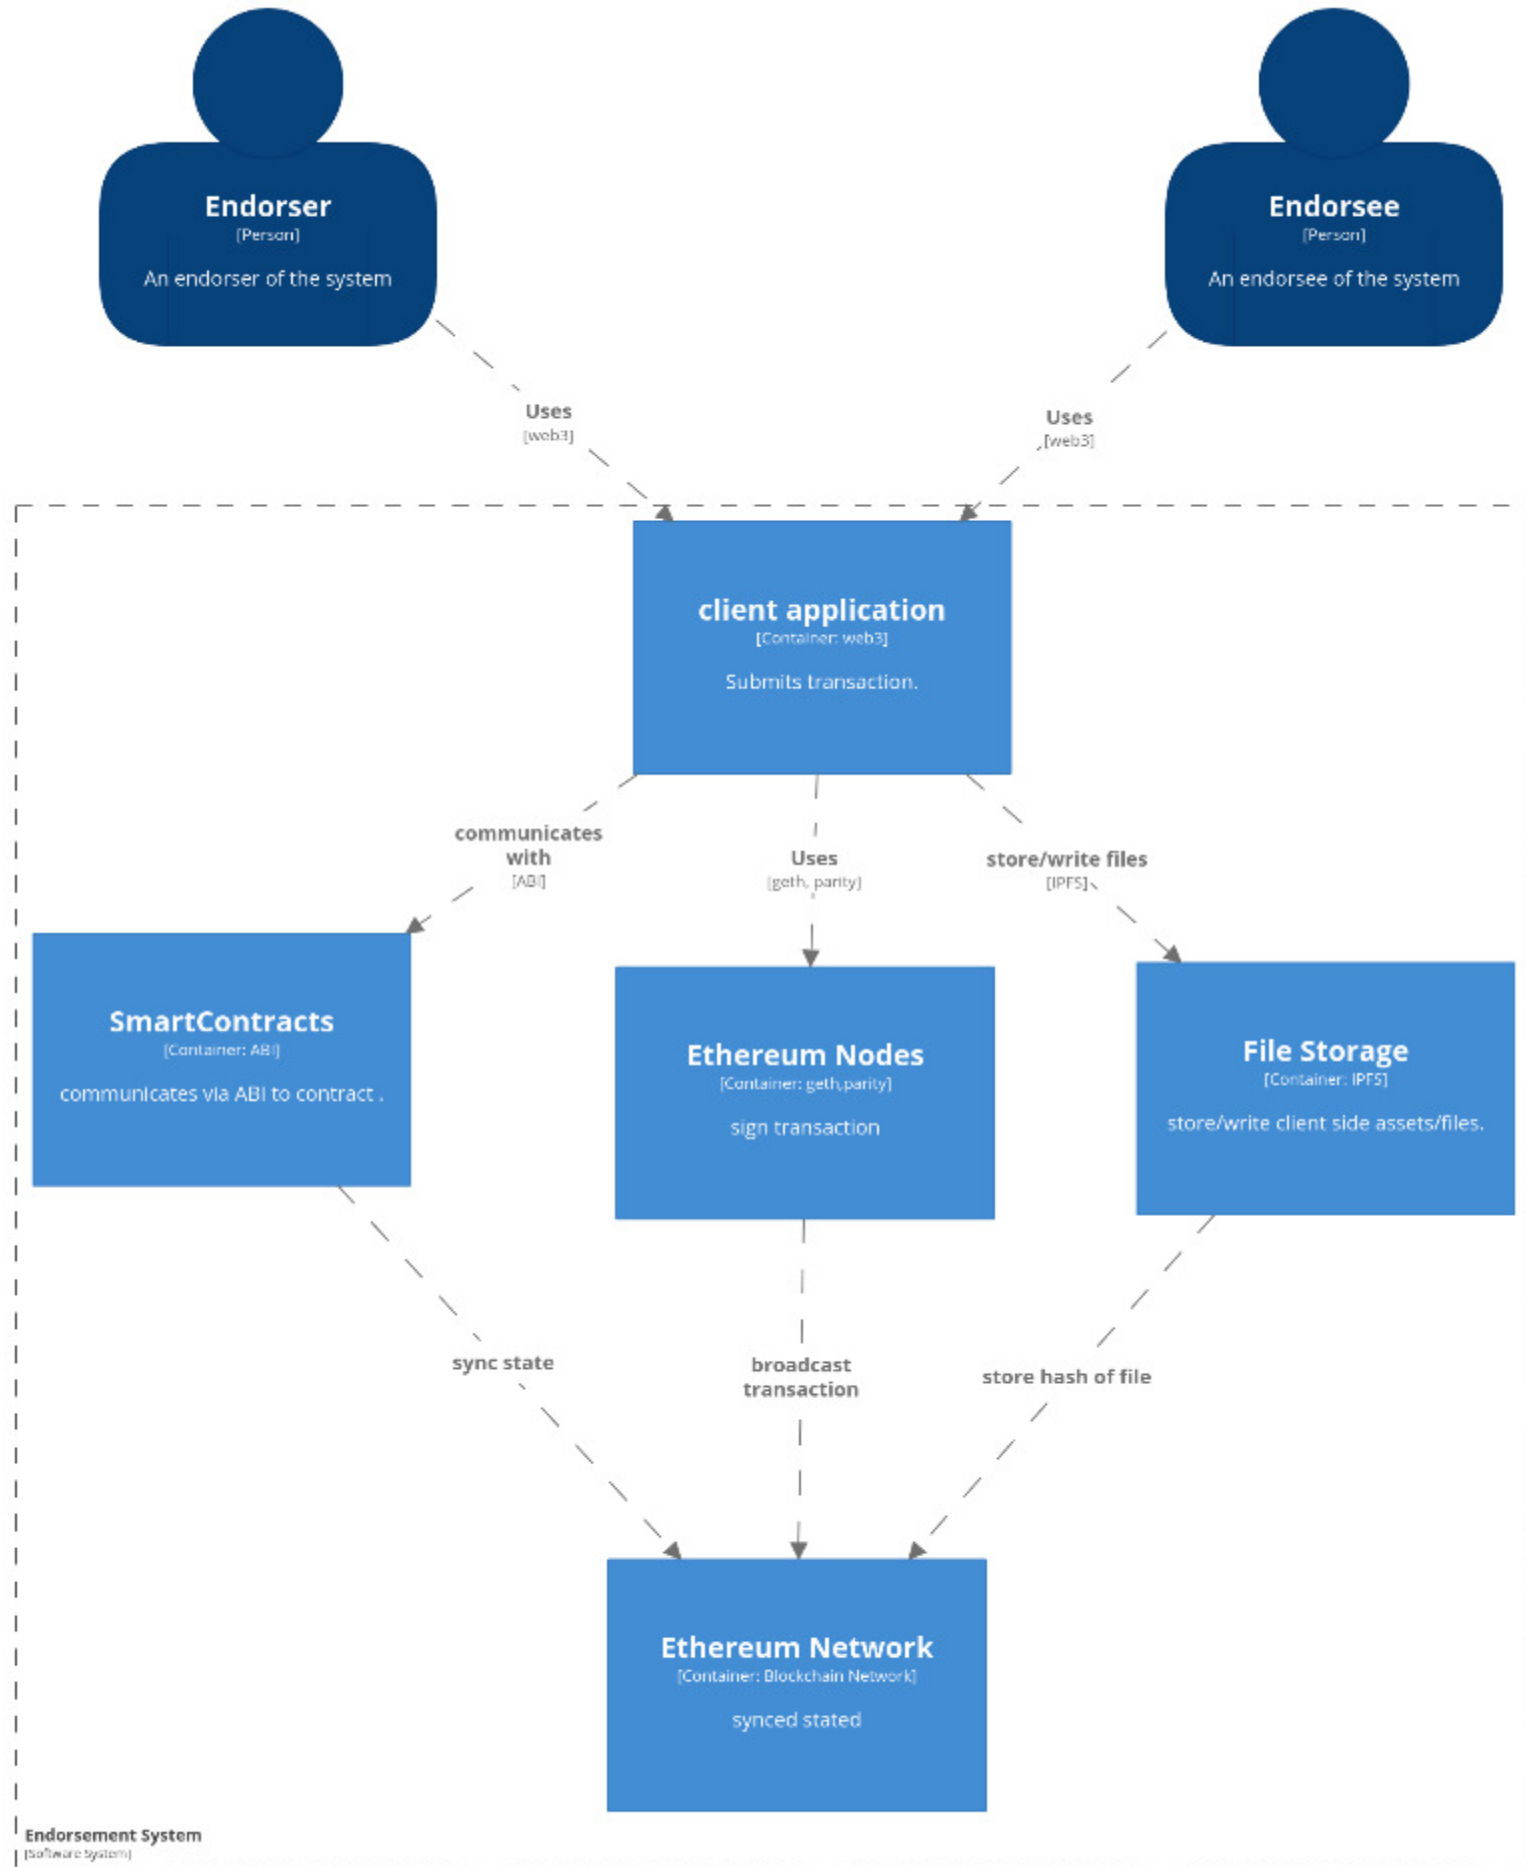 Endorser
[Person]
An endorser of the system
Endorsee
[Person]
An endorsee of the system
Uses
[web3]
Uses
[web3]
client application
[Container: web3]
Submits transaction.
communicates
with
[ABI]
Uses
[geth, parity]
store/write files
[IPFS]
SmartContracts
[Container: ABI]
communicates via ABI to contract .
Ethereum Nodes
[Container: geth,parity]
sign transaction
File Storage
[Container: IPFS]
store/write client side assets/files.
sync state
broadcast
transaction
store hash of file
Ethereum Network
[Container: Blockchain Network]
synced stated
Endorsement System
[Software System]